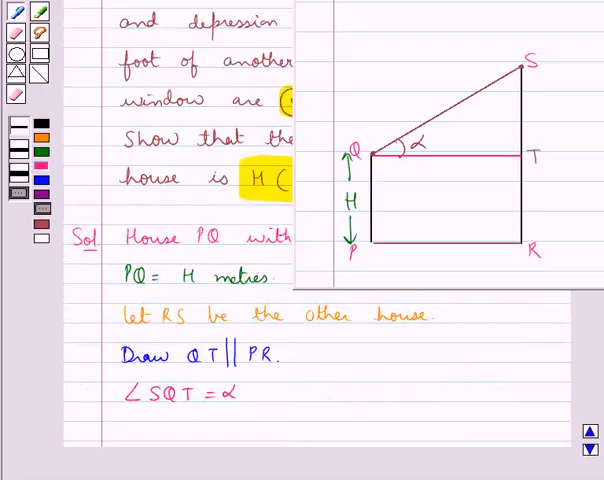 and depression
foot of another
window are (
Show that the
house is H (
Sol. House PQ with
PQ = H metres.
let RS be the other house.
Draw QT || PR.
∠SQT = α
S
Q α T
H
P R